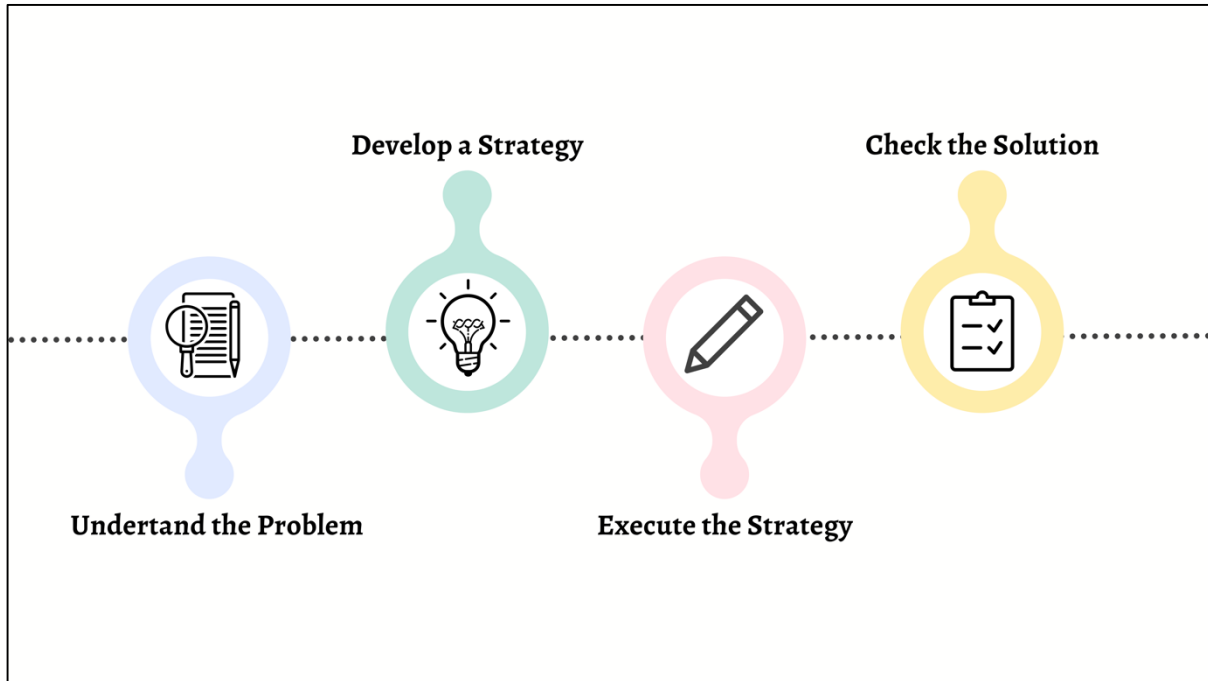 Undertand the Problem
Develop a Strategy
Execute the Strategy
Check the Solution